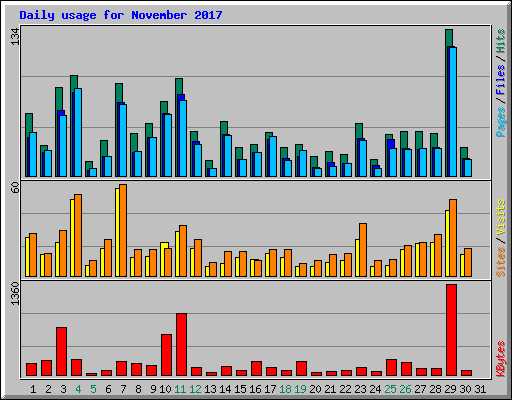 Daily usage for November 2017
134
Pages / Files / Hits
60
Sites / Visits
1360
KBytes
1 2 3 4 5 6 7 8 9 10 11 12 13 14 15 16 17 18 19 20 21 22 23 24 25 26 27 28 29 30 31